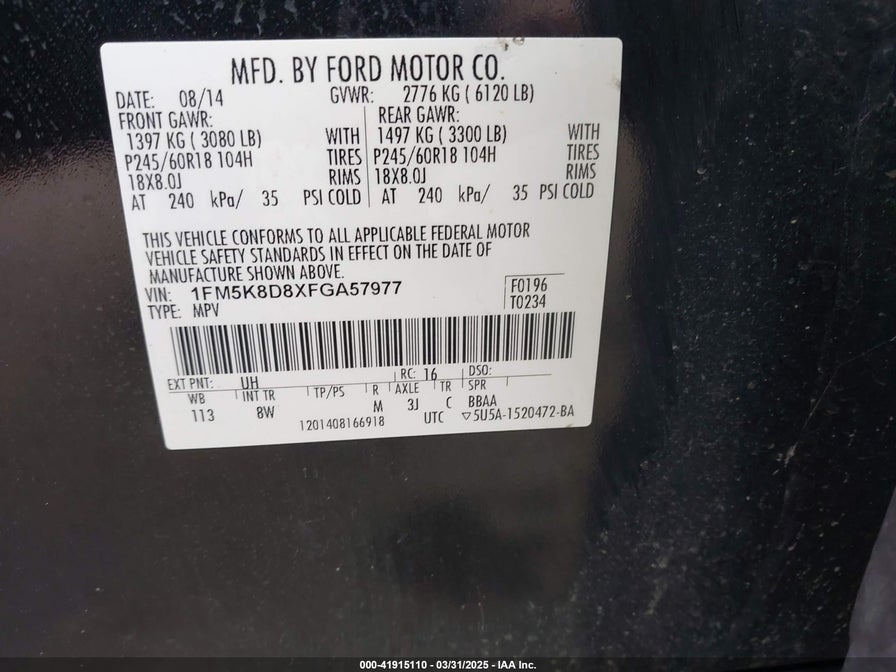 MFD. BY FORD MOTOR CO.
DATE: 08/14 GVWR: 2776 KG ( 6120 LB)
FRONT GAWR: REAR GAWR:
1397 KG ( 3080 LB) WITH 1497 KG ( 3300 LB) WITH
P245/60R18 104H TIRES P245/60R18 104H TIRES
18X8.0J RIMS 18X8.0J RIMS
AT 240 kPa/ 35 PSI COLD AT 240 kPa/ 35 PSI COLD
THIS VEHICLE CONFORMS TO ALL APPLICABLE FEDERAL MOTOR
VEHICLE SAFETY STANDARDS IN EFFECT ON THE DATE OF
MANUFACTURE SHOWN ABOVE.
VIN: 1FM5K8D8XFGA57977 F0196
TYPE: MPV T0234
EXT PNT: UH RC: 16 DSO:
WB INT TR TP/PS R AXLE TR SPR
113 8W M 3J C BBAA
1201408166918 UTC ▽5U5A-1520472-BA
000-41915110 - 03/31/2025 - IAA Inc.